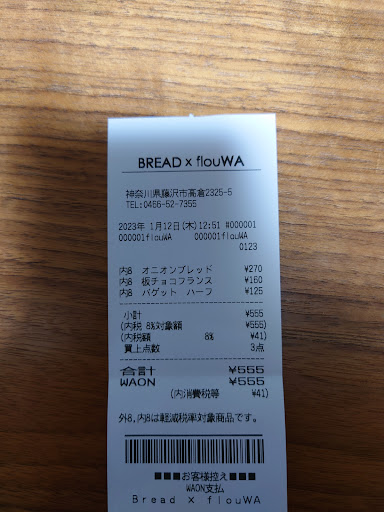 BREAD x flouWA
神奈川県藤沢市高倉2325-5
TEL:0466-52-7355
2023年 1月12日(木)12:51 #000001
000001flouWA 000001flouWA
0123
内8 オニオンブレッド ¥270
内8 板チョコフランス ¥160
内8 バゲット ハーフ ¥125
小計 ¥555
(内税 8%対象額 ¥555)
(内税額 8% ¥41)
買上点数 3点
合計 ¥555
WAON ¥555
(内消費税等 ¥41)
外8,内8は軽減税率対象商品です。
■■■お客様控え■■■
WAON支払
Bread x flouWA